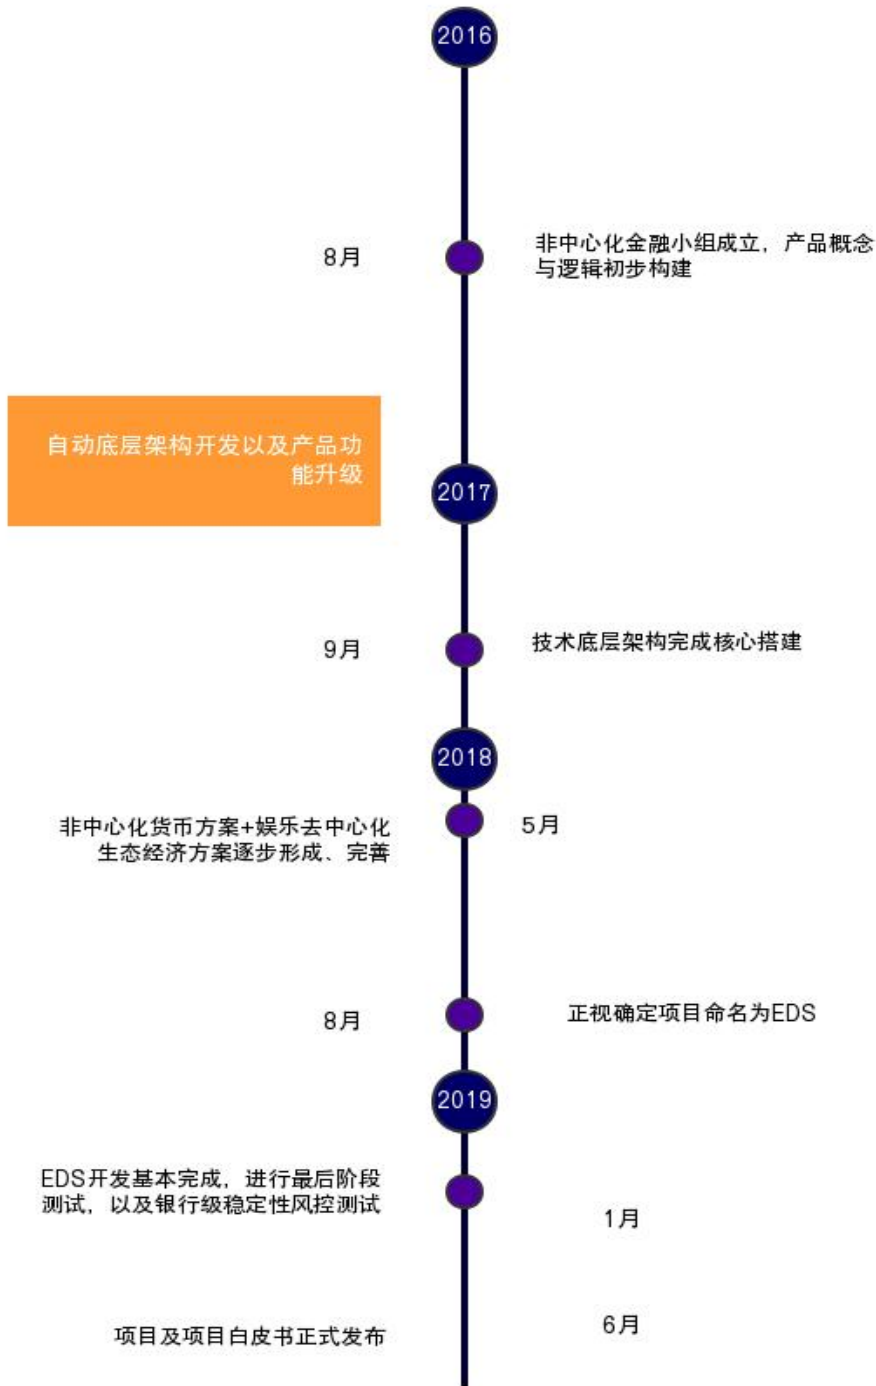 2016
8月
非中心化金融小组成立，产品概念
与逻辑初步构建
自动底层架构开发以及产品功
能升级
2017
9月
技术底层架构完成核心搭建
2018
非中心化货币方案+娱乐去中心化
生态经济方案逐步形成、完善
5月
8月
正视确定项目命名为EDS
2019
EDS开发基本完成，进行最后阶段
测试，以及银行级稳定性风控测试
1月
项目及项目白皮书正式发布
6月